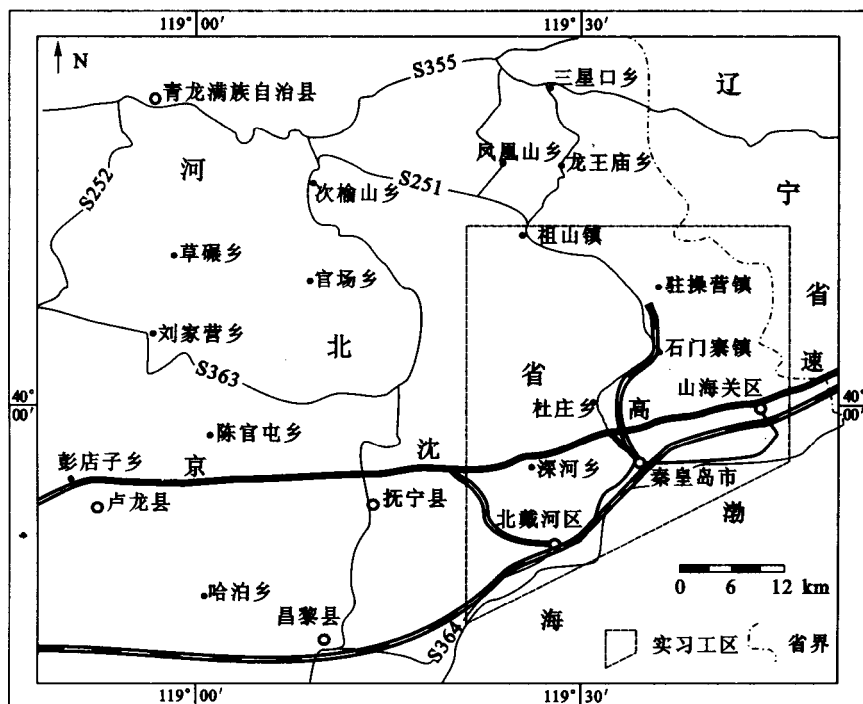 119° 00′
119° 30′
N
S355
三星口乡
辽
青龙满族自治县
凤凰山乡
龙王庙乡
河
S252
次榆山乡
S251
宁
祖山镇
草碾乡
官场乡
驻操营镇
省
刘家营乡
北
石门寨镇
速
S363
省
山海关区
40° 00′
杜庄乡
高
40° 00′
陈官屯乡
沈
彭店子乡
京
深河乡
秦皇岛市
卢龙县
抚宁县
北戴河区
渤
0 6 12
km
哈泊乡
昌黎县
海
S364
实习工区
省界
119° 00′
119° 30′